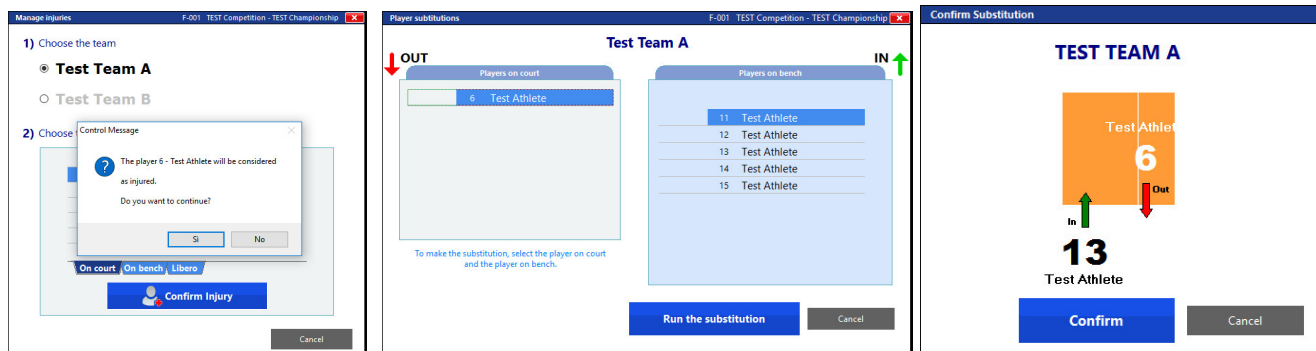 Manage injuries
F-001 TEST Competition - TEST Championship
1) Choose the team
Test Team A
Test Team B
2) Choose
Control Message
The player 6 - Test Athlete will be considered
as injured.
Do you want to continue?
Sì
No
On court
On bench
Libero
Confirm Injury
Cancel
Player subtitutions
F-001 TEST Competition - TEST Championship
Test Team A
OUT
IN
Players on court
6 Test Athlete
Players on bench
11 Test Athlete
12 Test Athlete
13 Test Athlete
14 Test Athlete
15 Test Athlete
To make the substitution, select the player on court
and the player on bench.
Run the substitution
Cancel
Confirm Substitution
TEST TEAM A
Test Athlet
6
Out
In
13
Test Athlete
Confirm
Cancel